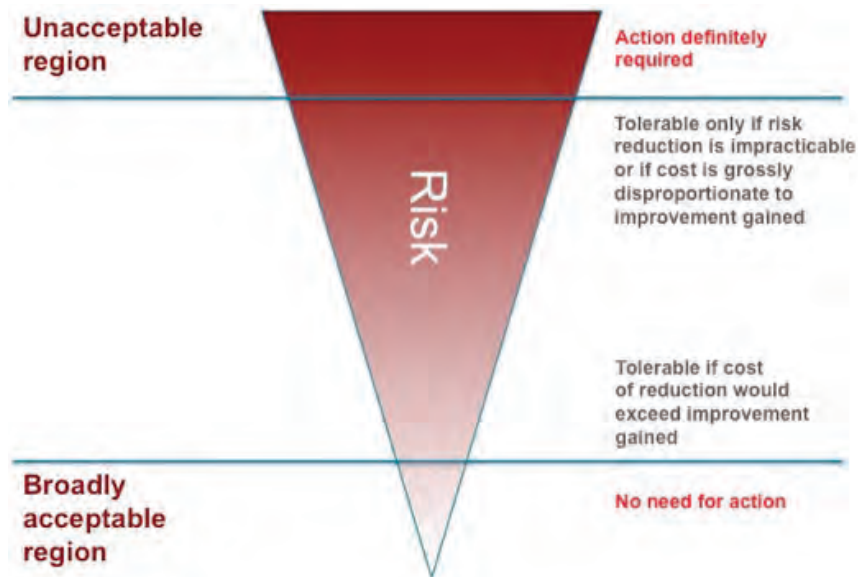 Unacceptable
region
Action definitely
required
Tolerable only if risk
reduction is impracticable
or if cost is grossly
disproportionate to
improvement gained
Risk
Tolerable if cost
of reduction would
exceed improvement
gained
Broadly
acceptable
region
No need for action